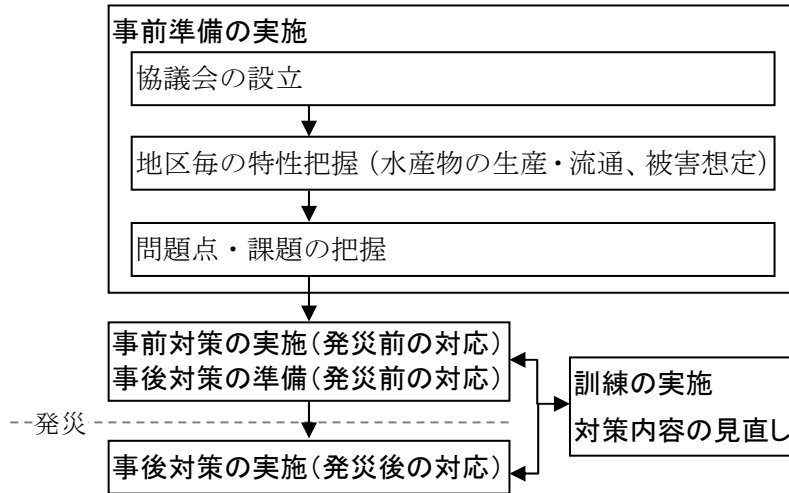 事前準備の実施
協議会の設立
地区毎の特性把握（水産物の生産・流通、被害想定）
問題点・課題の把握
事前対策の実施（発災前の対応）
事後対策の準備（発災前の対応）
訓練の実施
対策内容の見直し
発災
事後対策の実施（発災後の対応）